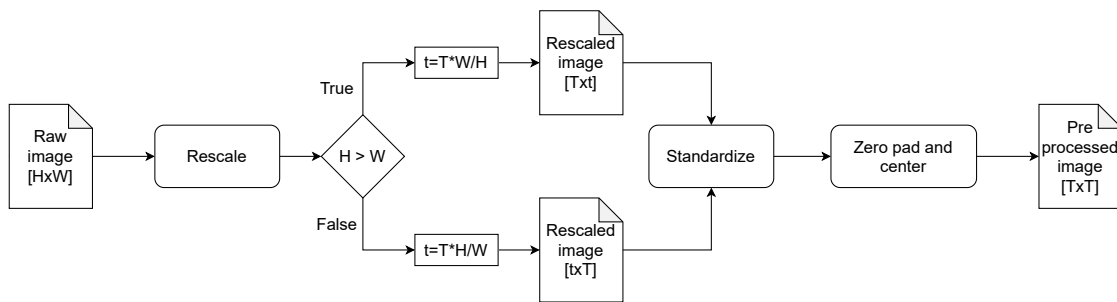 Raw
image
[HxW]
Rescale
H > W
True
t=T*W/H
Rescaled
image
[Txt]
False
t=T*H/W
Rescaled
image
[txT]
Standardize
Zero pad and
center
Pre
processed
image
[TxT]